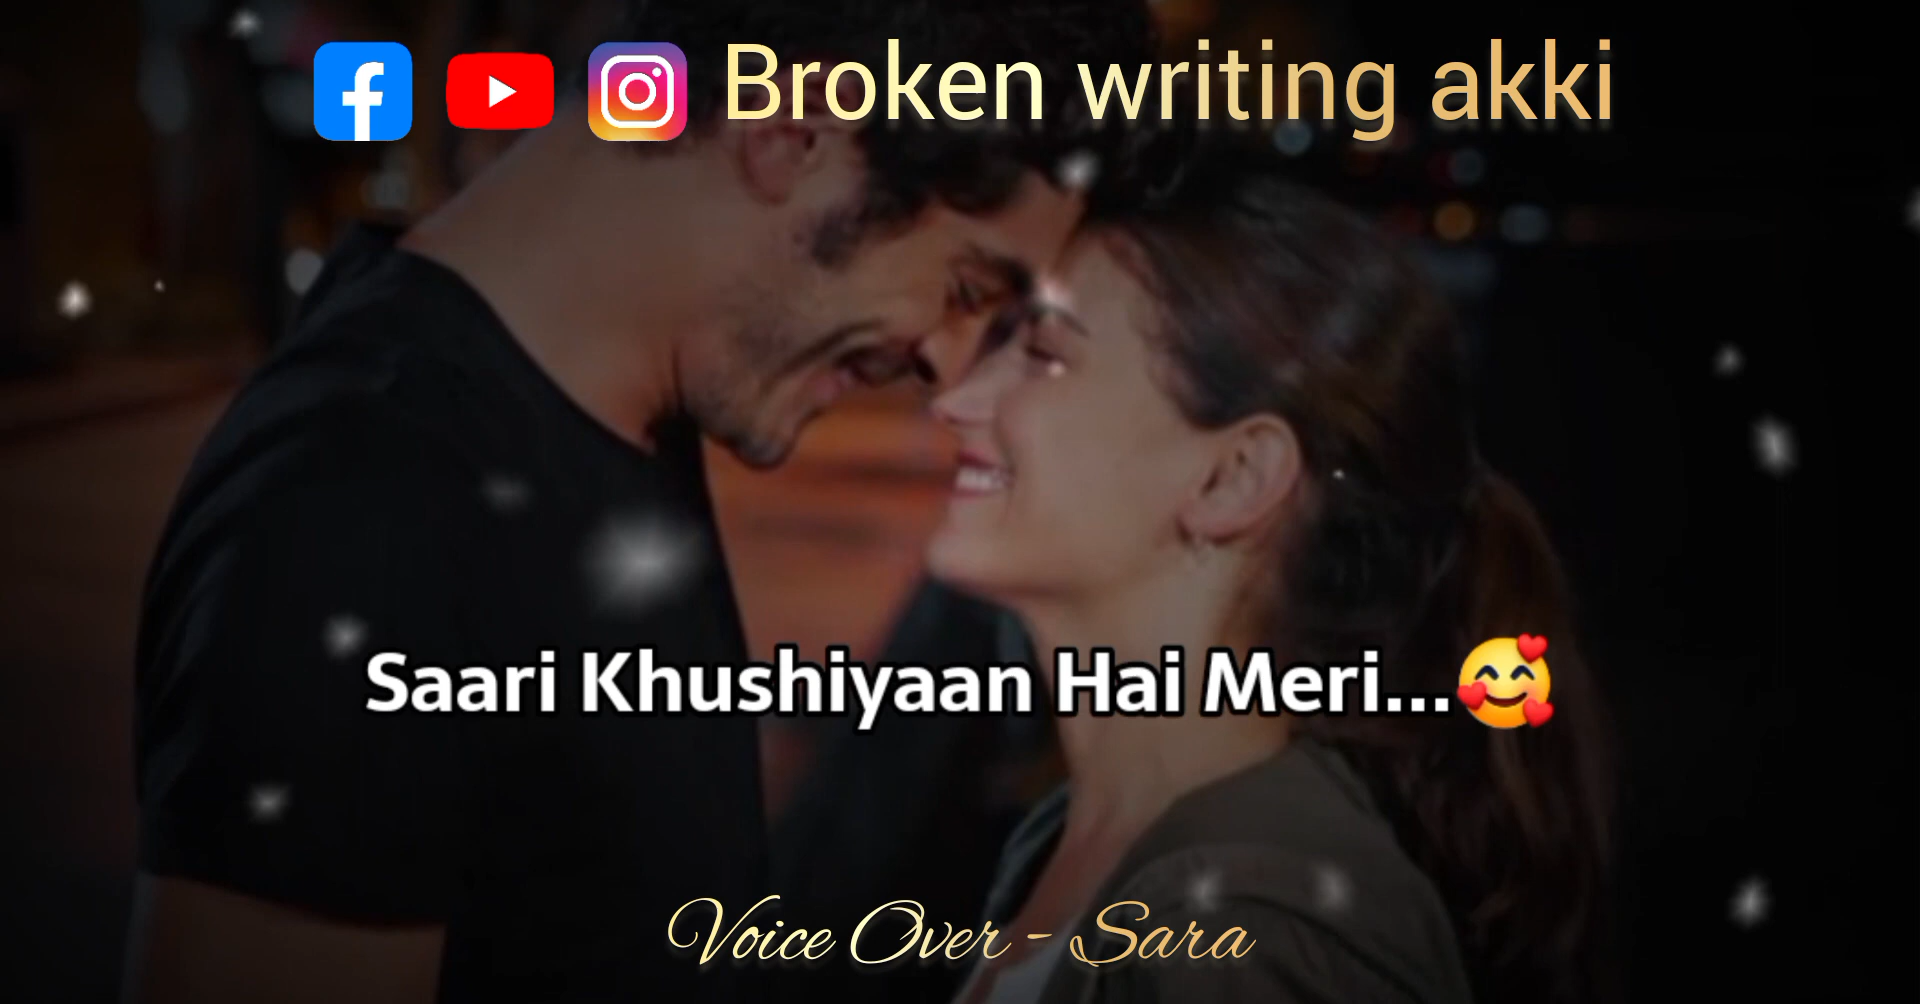 Broken writing akki
Saari Khushiyaan Hai Meri...🥰
Voice Over - Sara